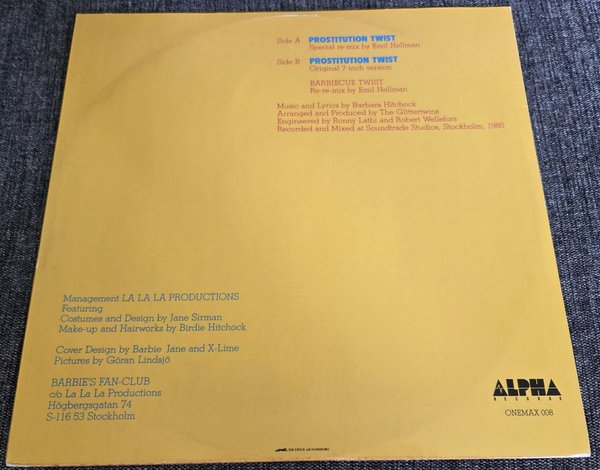 Side A PROSTITUTION TWIST
Special re-mix by Emil Hellman
Side B PROSTITUTION TWIST
Original 7-inch version
BARBIECUE TWIST
Re-re-mix by Emil Hellman
Music and Lyrics by Barbara Hitchock
Arranged and Produced by The Glittertwins
Engineered by Ronny Lathi and Robert Wellefors
Recorded and Mixed at Soundtrade Studios, Stockholm, 1985
Management LA LA LA PRODUCTIONS
Featuring
Costumes and Design by Jane Sirman
Make-up and Hairworks by Birdie Hitchock
Cover Design by Barbie Jane and X-Lime
Pictures by Göran Lindsjö
BARBIE'S FAN-CLUB
c/o La La La Productions
Högbergsgatan 74
S-116 53 Stockholm
ALPHA
RECORDS
ONEMAX 008